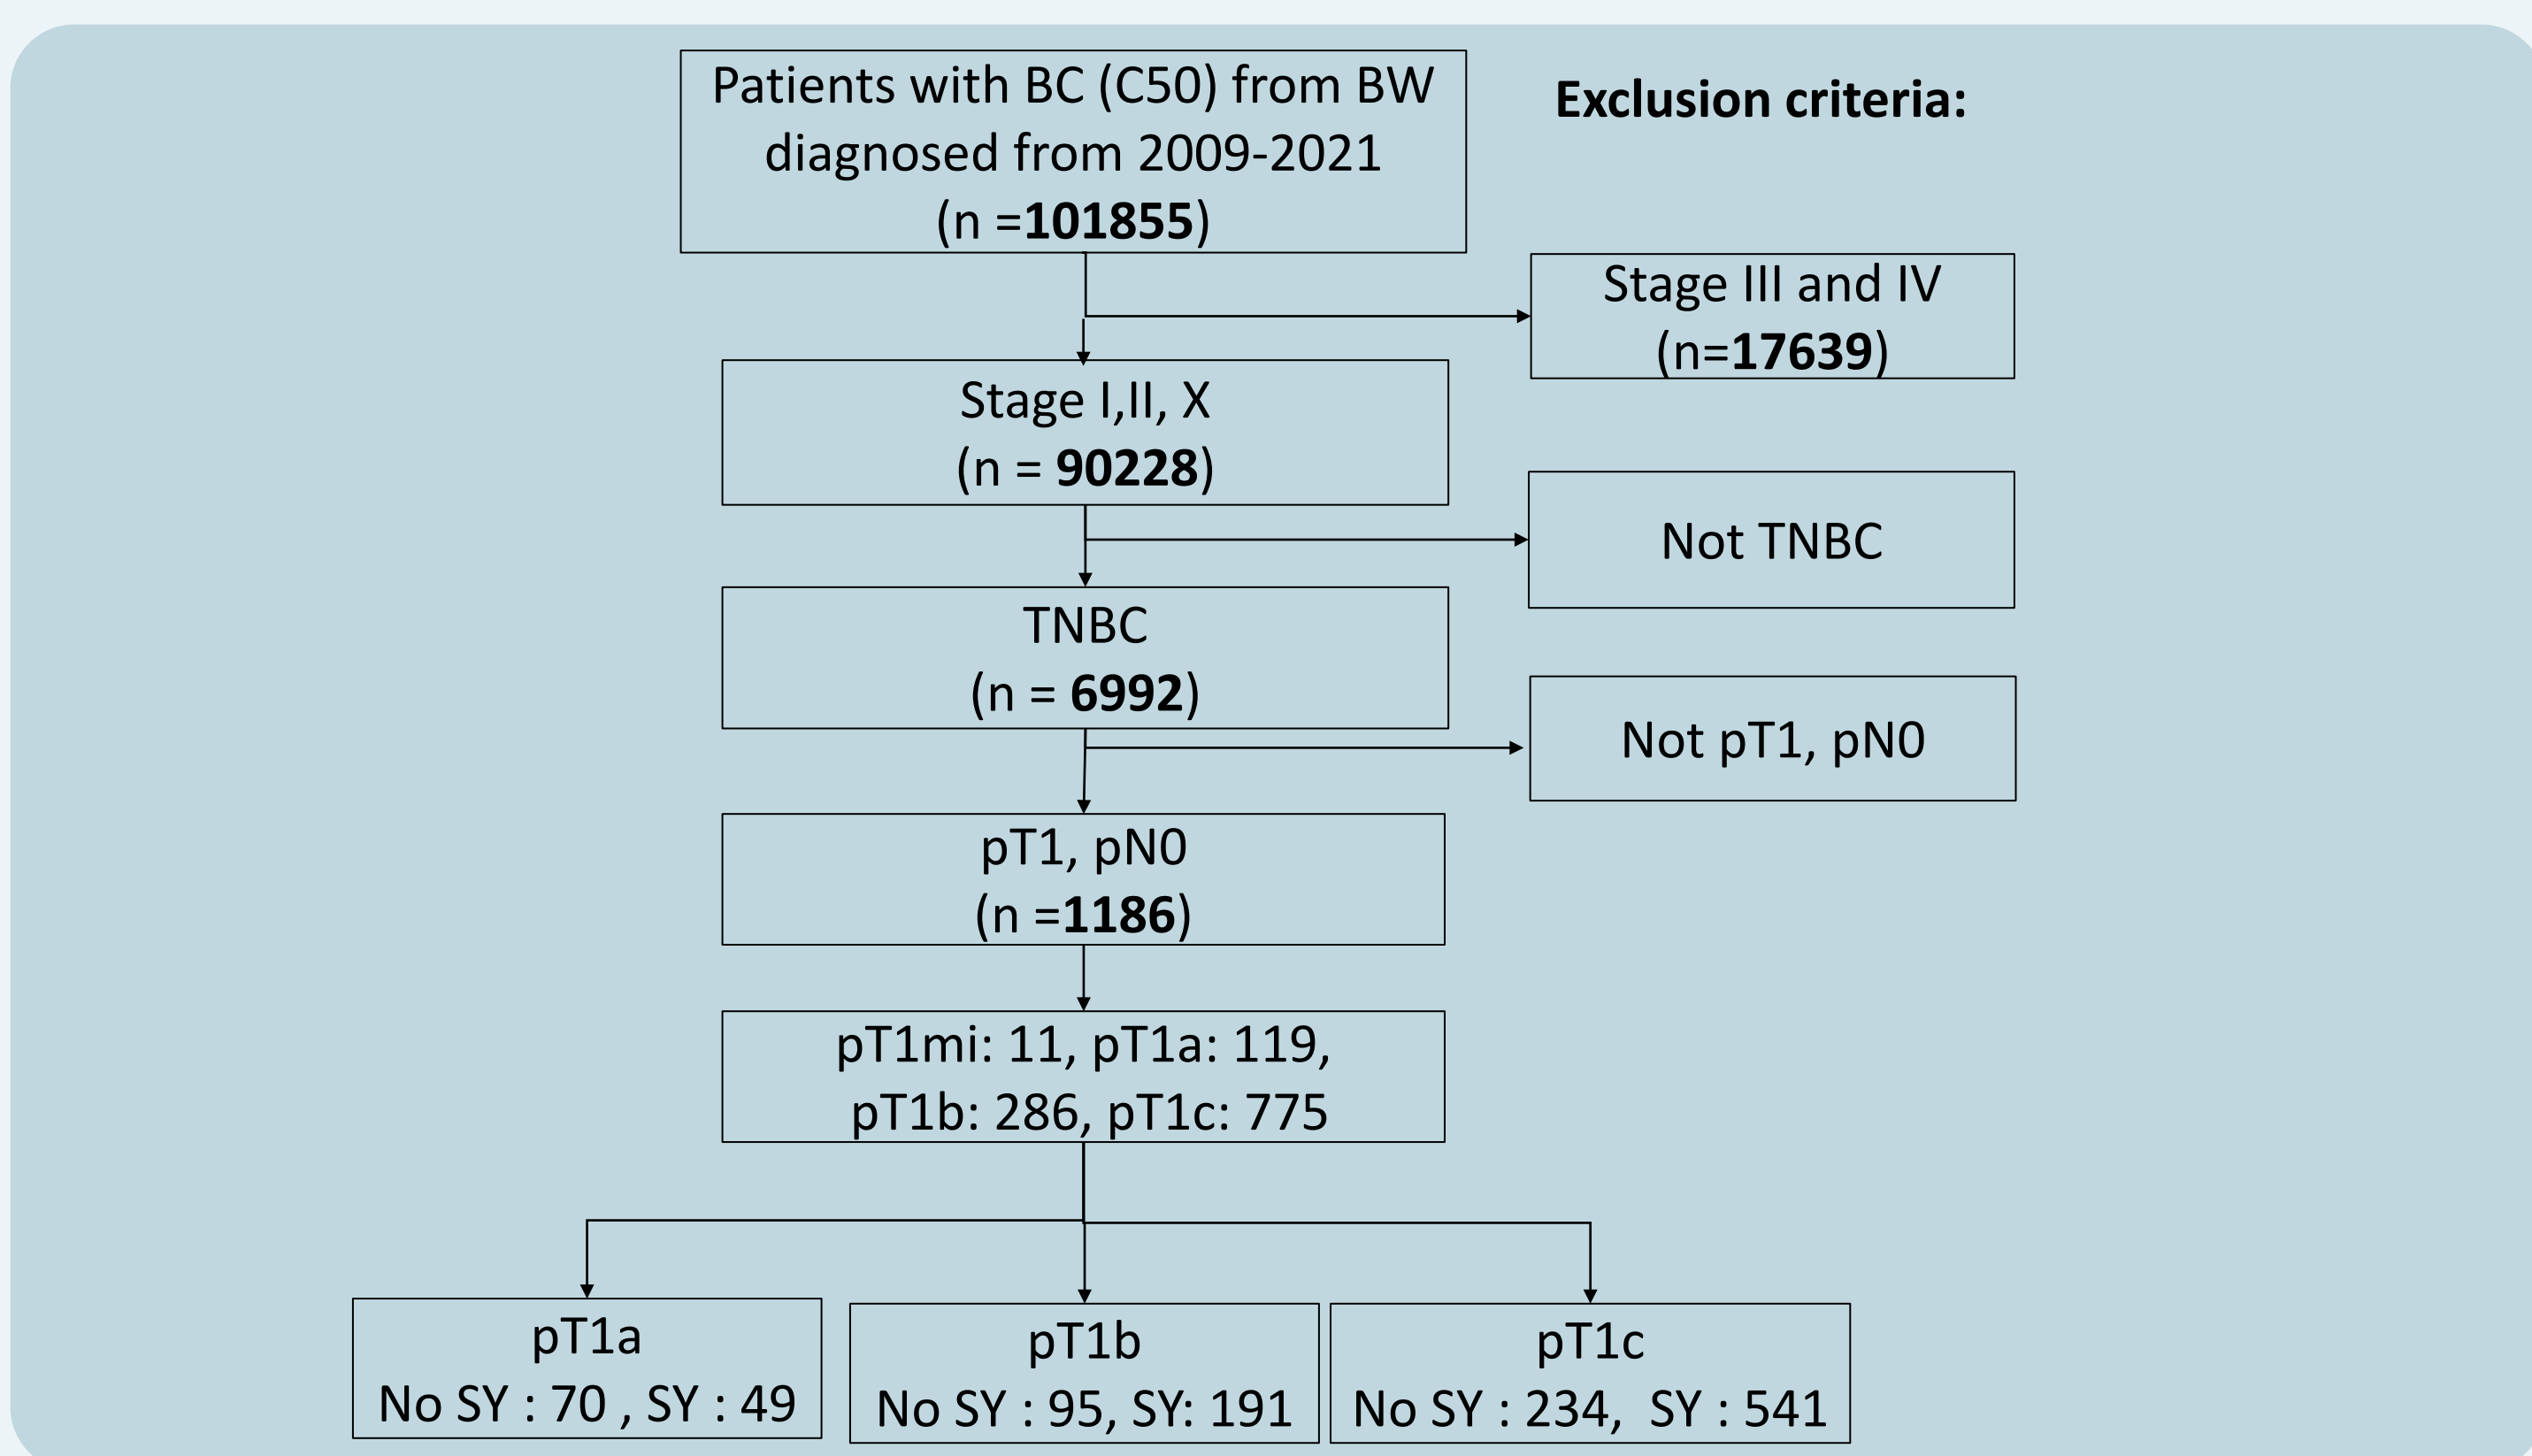 Patients with BC (C50) from BW
diagnosed from 2009-2021
(n =101855)
Exclusion criteria:
Stage III and IV
(n=17639)
Stage I,II, X
(n = 90228)
Not TNBC
TNBC
(n = 6992)
Not pT1, pN0
pT1, pN0
(n =1186)
pT1mi: 11, pT1a: 119,
pT1b: 286, pT1c: 775
pT1a
No SY : 70 , SY : 49
pT1b
No SY : 95, SY: 191
pT1c
No SY : 234, SY : 541